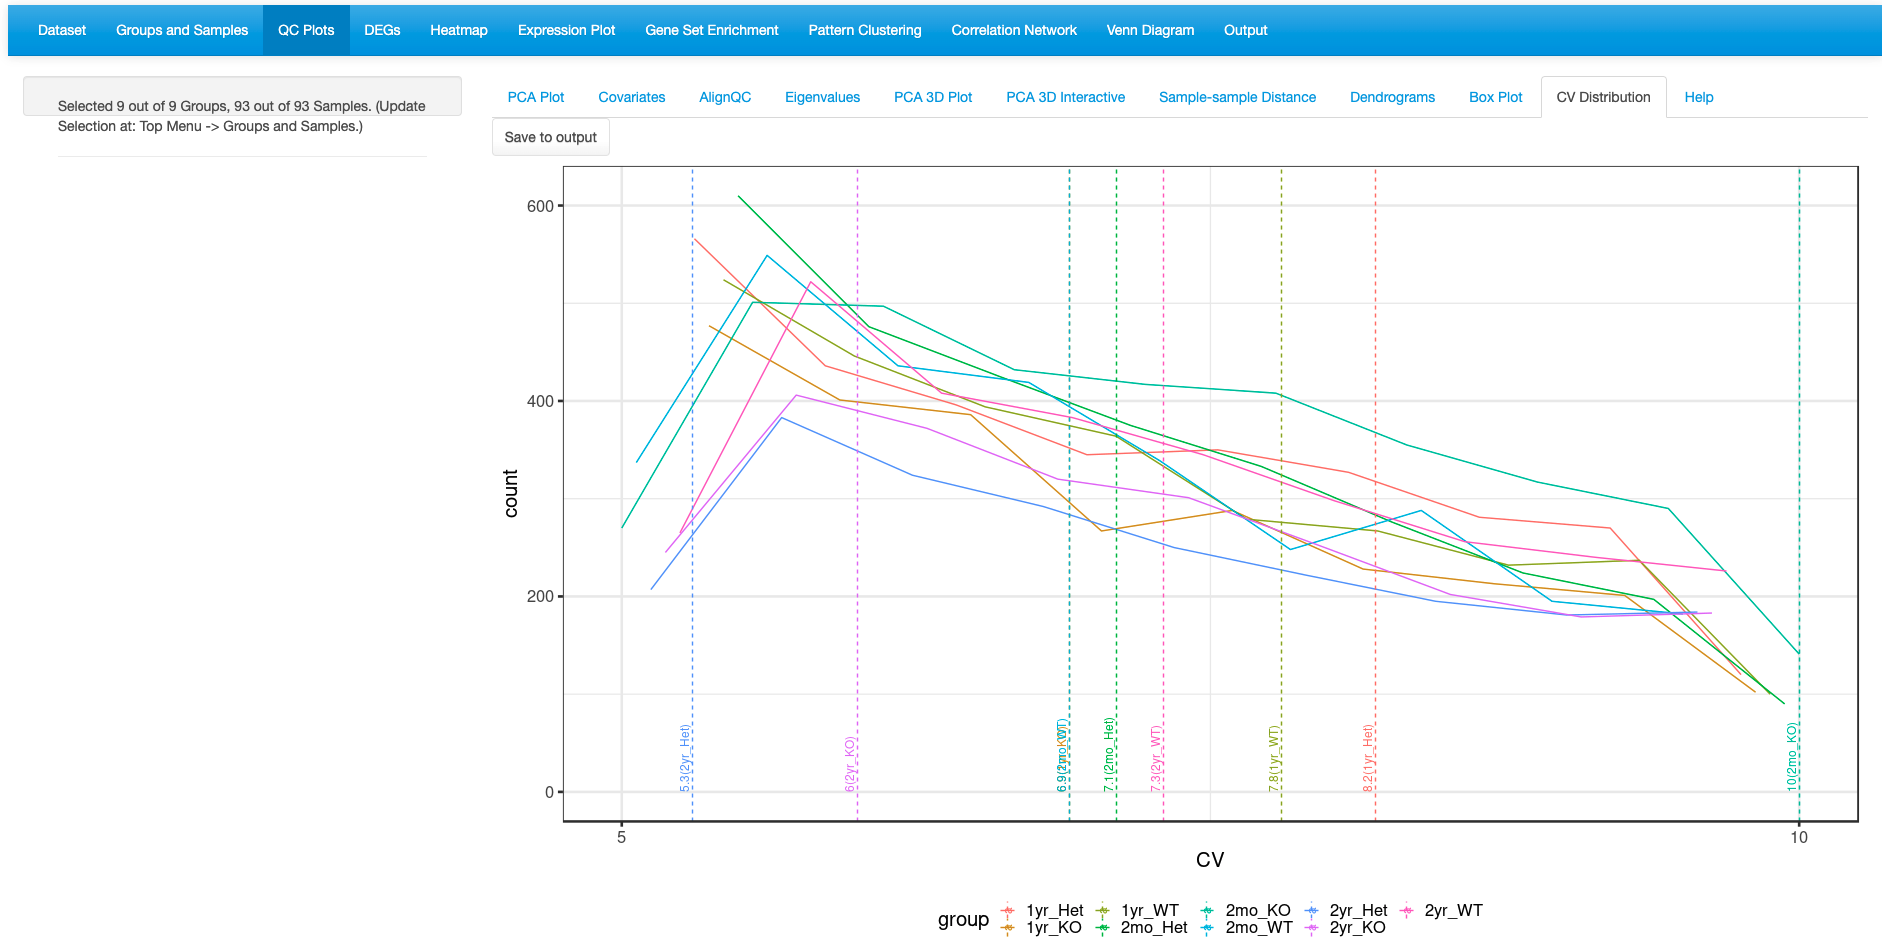 Dataset Groups and Samples QC Plots DEGs Heatmap Expression Plot Gene Set Enrichment Pattern Clustering Correlation Network Venn Diagram Output
Selected 9 out of 9 Groups, 93 out of 93 Samples. (Update
Selection at: Top Menu -> Groups and Samples.)
PCA Plot Covariates AlignQC Eigenvalues PCA 3D Plot PCA 3D Interactive Sample-sample Distance Dendrograms Box Plot CV Distribution Help
Save to output
600
400
200
0
count
5.3(2yr_Het)
6(2yr_KO)
6.9(2mo_WT)
7.1(2mo_Het)
7.3(2yr_WT)
7.8(1yr_WT)
8.2(1yr_Het)
10(2mo_KO)
5 10
CV
group
1yr_Het 1yr_WT 2mo_KO 2yr_Het 2yr_WT
1yr_KO 2mo_Het 2mo_WT 2yr_KO